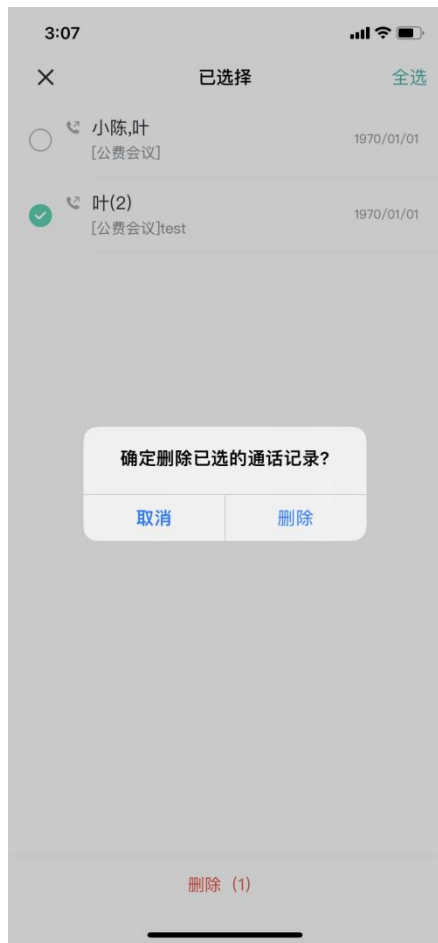 3:07
已选择
全选
小陈,叶
1970/01/01
[公费会议]
叶(2)
1970/01/01
[公费会议]test
确定删除已选的通话记录?
取消
删除
删除（1）